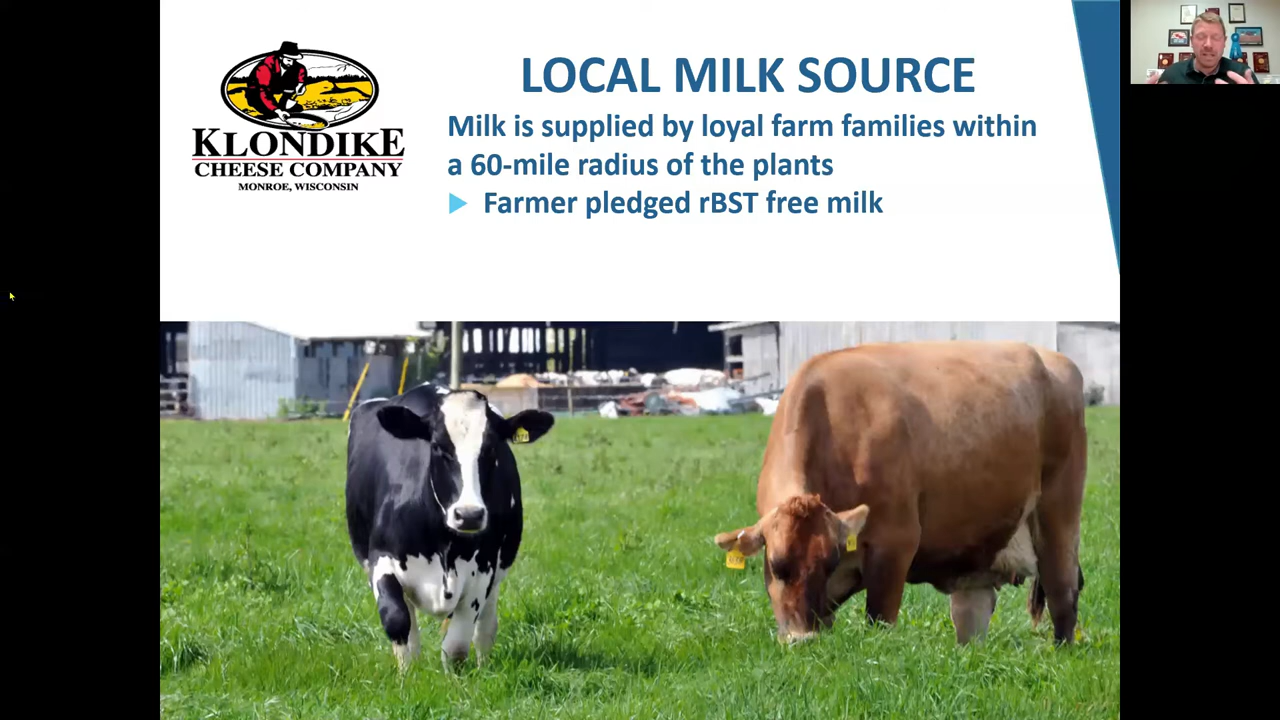 KLONDIKE
CHEESE COMPANY
MONROE, WISCONSIN
LOCAL MILK SOURCE
Milk is supplied by loyal farm families within
a 60-mile radius of the plants
Farmer pledged rBST free milk